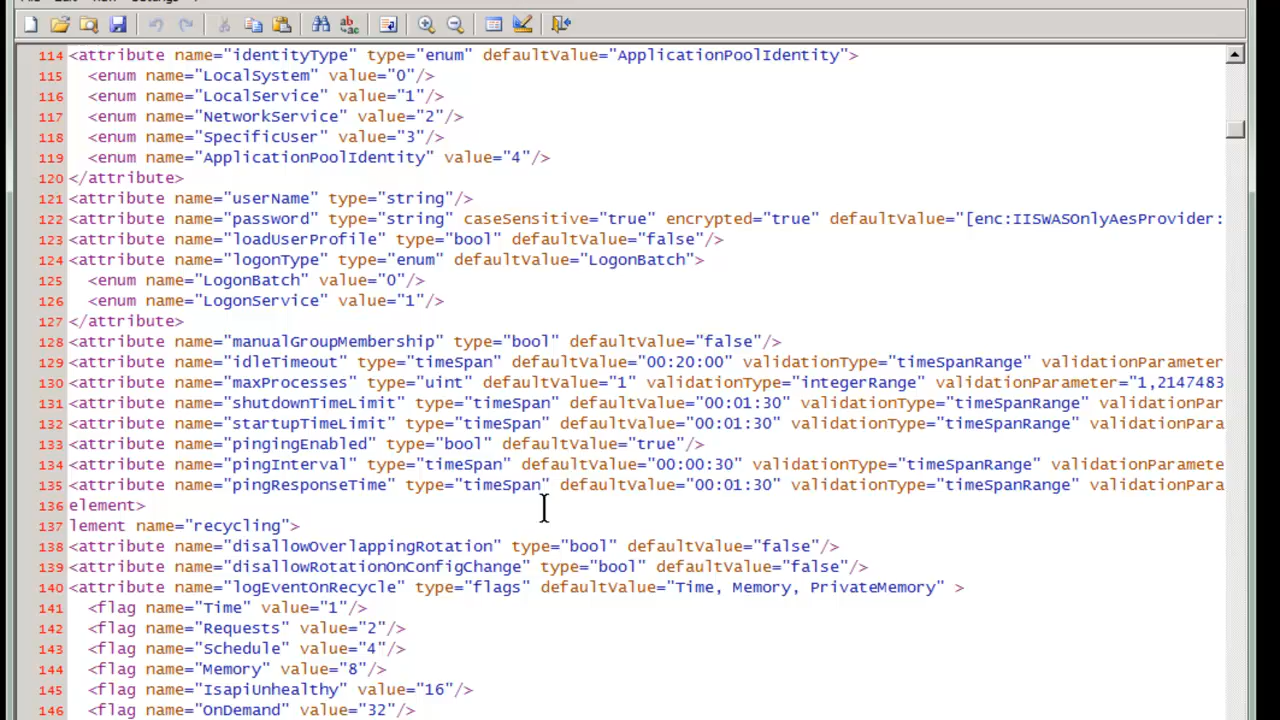 114 <attribute name="identityType" type="enum" defaultValue="ApplicationPoolIdentity">
115 <enum name="LocalSystem" value="0"/>
116 <enum name="LocalService" value="1"/>
117 <enum name="NetworkService" value="2"/>
118 <enum name="SpecificUser" value="3"/>
119 <enum name="ApplicationPoolIdentity" value="4"/>
120 </attribute>
121 <attribute name="userName" type="string"/>
122 <attribute name="password" type="string" caseSensitive="true" encrypted="true" defaultValue="[enc:IISWASOnlyAesProvider:
123 <attribute name="loadUserProfile" type="bool" defaultValue="false"/>
124 <attribute name="logonType" type="enum" defaultValue="LogonBatch">
125 <enum name="LogonBatch" value="0"/>
126 <enum name="LogonService" value="1"/>
127 </attribute>
128 <attribute name="manualGroupMembership" type="bool" defaultValue="false"/>
129 <attribute name="idleTimeout" type="timeSpan" defaultValue="00:20:00" validationType="timeSpanRange" validationParameter
130 <attribute name="maxProcesses" type="uint" defaultValue="1" validationType="integerRange" validationParameter="1,2147483
131 <attribute name="shutdownTimeLimit" type="timeSpan" defaultValue="00:01:30" validationType="timeSpanRange" validationPar
132 <attribute name="startupTimeLimit" type="timeSpan" defaultValue="00:01:30" validationType="timeSpanRange" validationPara
133 <attribute name="pingingEnabled" type="bool" defaultValue="true"/>
134 <attribute name="pingInterval" type="timeSpan" defaultValue="00:00:30" validationType="timeSpanRange" validationParamete
135 <attribute name="pingResponseTime" type="timeSpan" defaultValue="00:01:30" validationType="timeSpanRange" validationPara
136 element>
137 lement name="recycling">
138 <attribute name="disallowOverlappingRotation" type="bool" defaultValue="false"/>
139 <attribute name="disallowRotationOnConfigChange" type="bool" defaultValue="false"/>
140 <attribute name="logEventOnRecycle" type="flags" defaultValue="Time, Memory, PrivateMemory" >
141 <flag name="Time" value="1"/>
142 <flag name="Requests" value="2"/>
143 <flag name="Schedule" value="4"/>
144 <flag name="Memory" value="8"/>
145 <flag name="IsapiUnhealthy" value="16"/>
146 <flag name="OnDemand" value="32"/>